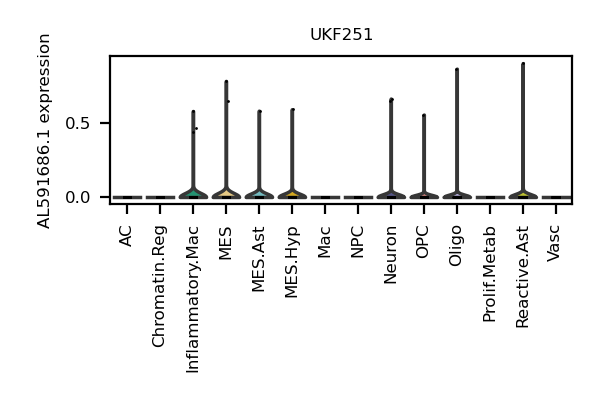 UKF251
AL591686.1 expression
0.5
0.0
AC
Chromatin.Reg
Inflammatory.Mac
MES
MES.Ast
MES.Hyp
Mac
NPC
Neuron
OPC
Oligo
Prolif.Metab
Reactive.Ast
Vasc